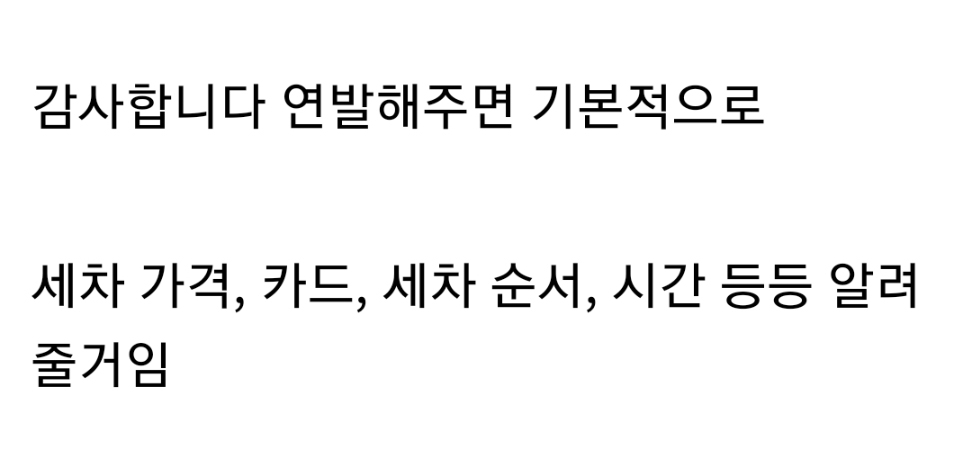 감사합니다 연발해주면 기본적으로
세차 가격, 카드, 세차 순서, 시간 등등 알려
줄거임